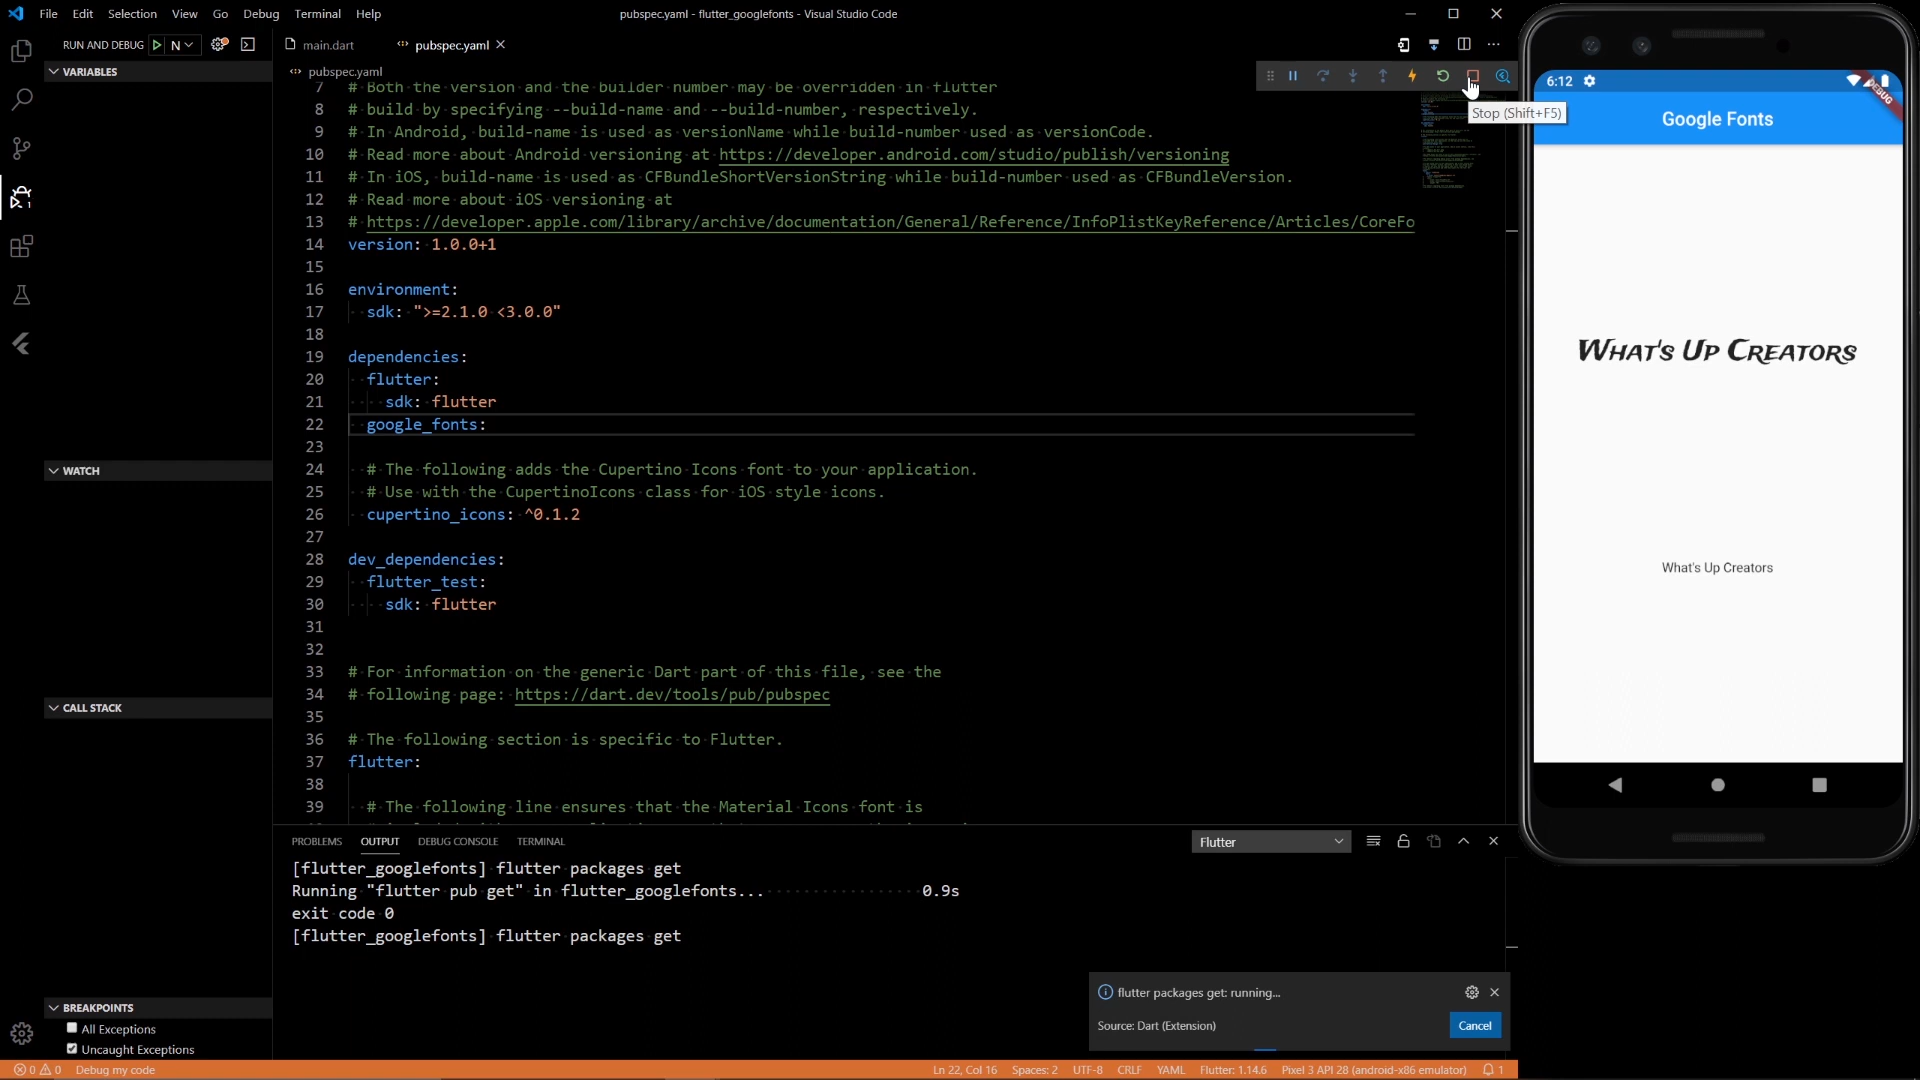 File Edit Selection View Go Debug Terminal Help
pubspec.yaml - flutter_googlefonts - Visual Studio Code
RUN AND DEBUG N
main.dart pubspec.yaml
VARIABLES
pubspec.yaml
7 # Both the version and the builder number may be overridden in flutter
8 # build by specifying --build-name and --build-number, respectively.
9 # In Android, build-name is used as versionName while build-number used as versionCode.
10 # Read more about Android versioning at https://developer.android.com/studio/publish/versioning
11 # In iOS, build-name is used as CFBundleShortVersionString while build-number used as CFBundleVersion.
12 # Read more about iOS versioning at
13 # https://developer.apple.com/library/archive/documentation/General/Reference/InfoPlistKeyReference/Articles/CoreFo
14 version: 1.0.0+1
15
16 environment:
17 sdk: ">=2.1.0 <3.0.0"
18
19 dependencies:
20 flutter:
21 sdk: flutter
22 google_fonts:
23
24 # The following adds the Cupertino Icons font to your application.
25 # Use with the CupertinoIcons class for iOS style icons.
26 cupertino_icons: ^0.1.2
27
28 dev_dependencies:
29 flutter_test:
30 sdk: flutter
31
32
33 # For information on the generic Dart part of this file, see the
34 # following page: https://dart.dev/tools/pub/pubspec
35
36 # The following section is specific to Flutter.
37 flutter:
38
39 # The following line ensures that the Material Icons font is
WATCH
CALL STACK
BREAKPOINTS
All Exceptions
Uncaught Exceptions
Stop (Shift+F5)
6:12
DEBUG
Google Fonts
What's Up Creators
What's Up Creators
PROBLEMS OUTPUT DEBUG CONSOLE TERMINAL
Flutter
[flutter_googlefonts] flutter packages get
Running "flutter pub get" in flutter_googlefonts... 0.9s
exit code 0
[flutter_googlefonts] flutter packages get
flutter packages get: running...
Source: Dart (Extension)
Cancel
0 0 Debug my code
Ln 22, Col 16 Spaces: 2 UTF-8 CRLF YAML Flutter: 1.14.6 Pixel 3 API 28 (android-x86 emulator) 1